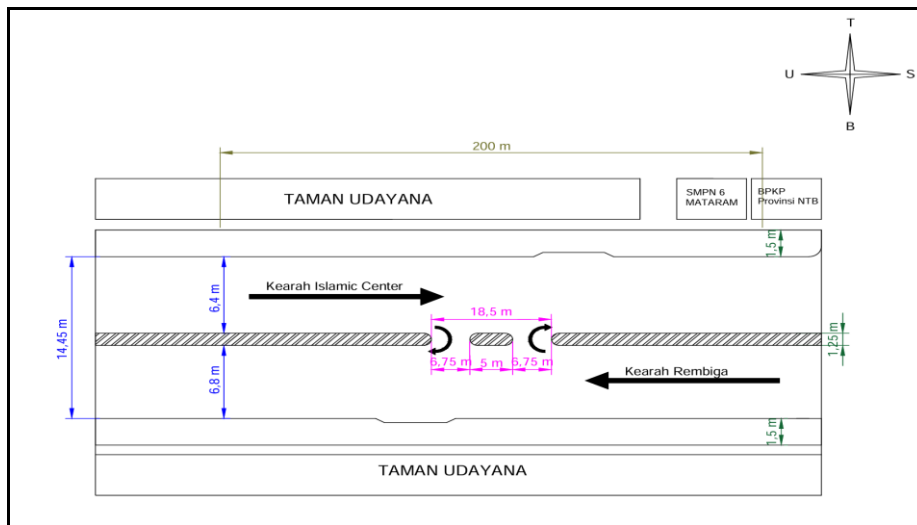 T
U
S
B
200 m
TAMAN UDAYANA
SMPN 6
MATARAM
BPKP
Provinsi NTB
1,5 m
Kearah Islamic Center
6,4 m
18,5 m
14,45 m
1,25 m
6,75 m
5 m
6,75 m
6,8 m
Kearah Rembiga
1,5 m
TAMAN UDAYANA